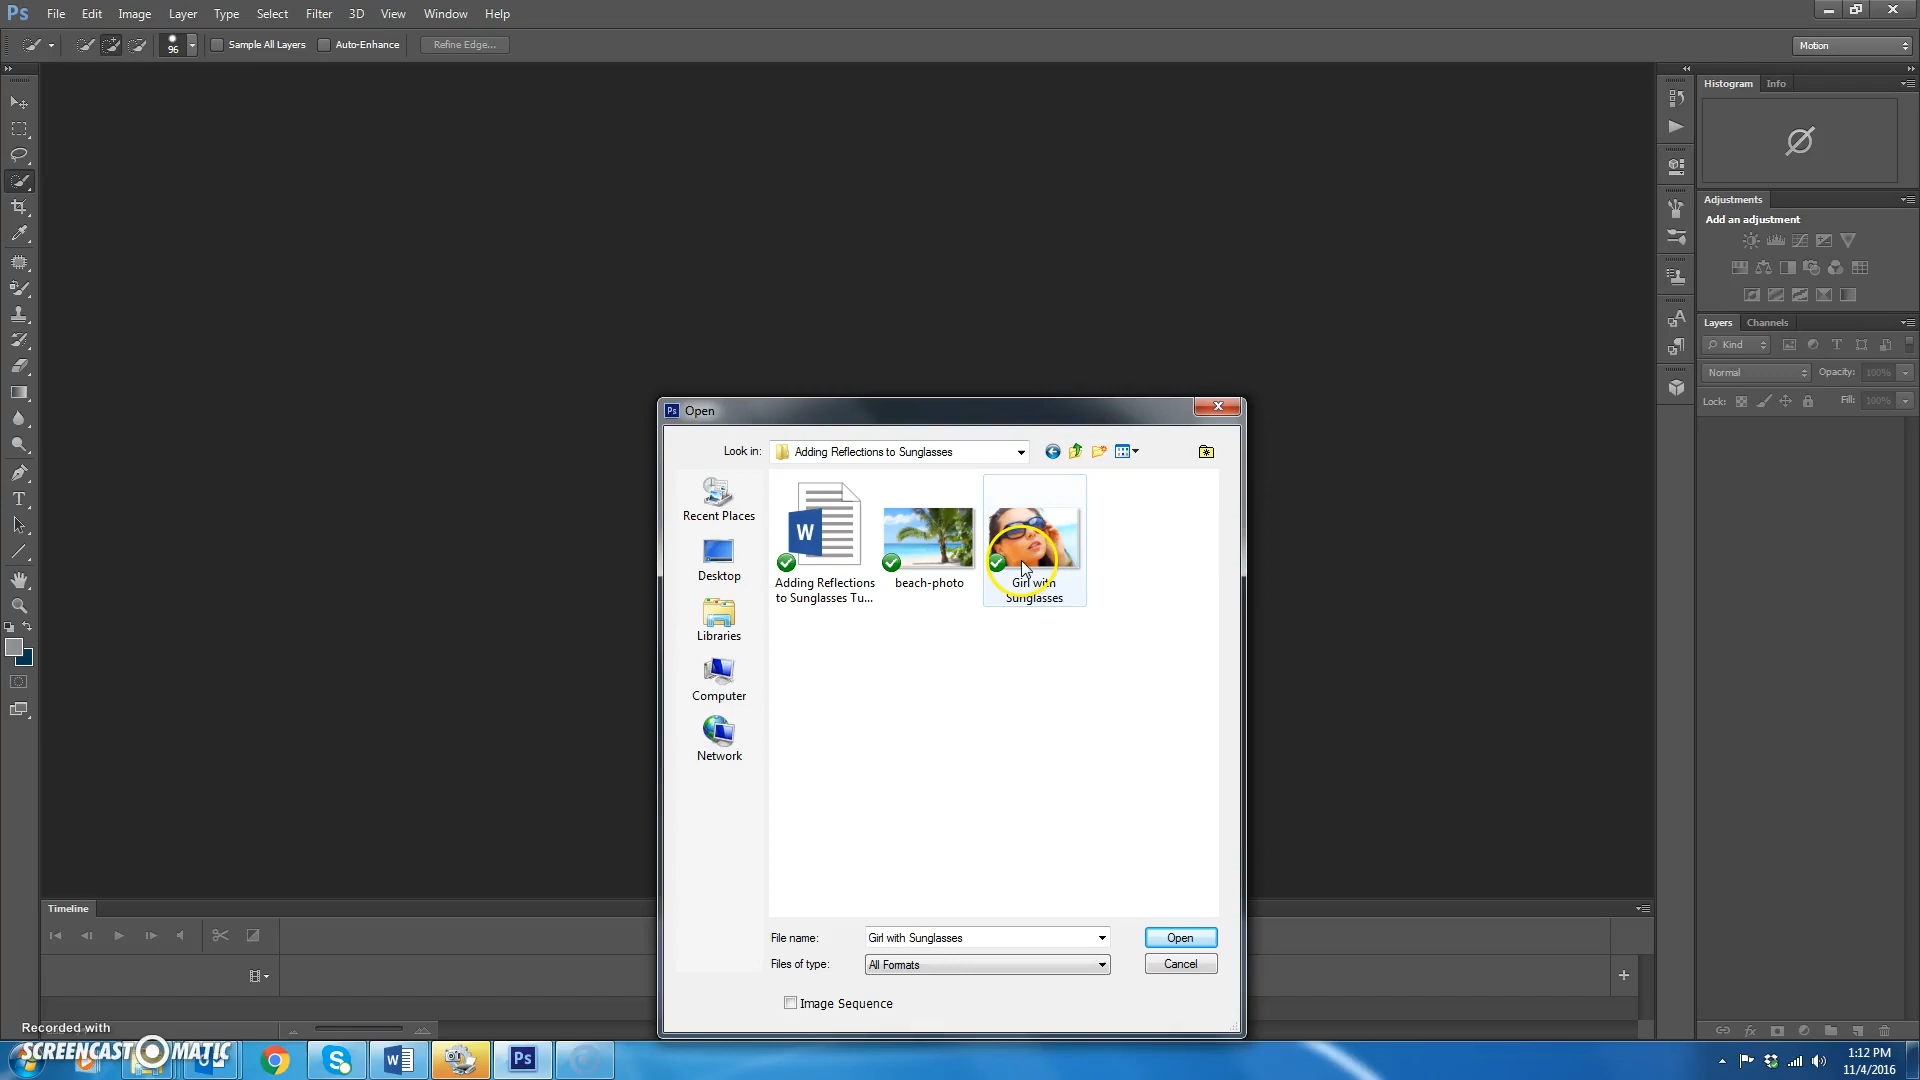 Ps File Edit Image Layer Type Select Filter 3D View Window Help
96 Sample All Layers Auto-Enhance Refine Edge... Motion
Histogram Info
Adjustments
Add an adjustment
Layers Channels
Kind
Normal Opacity: 100%
Lock: Fill: 100%
Ps Open
Look in: Adding Reflections to Sunglasses
Recent Places
Desktop
Libraries
Computer
Network
W
Adding Reflections
to Sunglasses Tu...
beach-photo
Girl with
Sunglasses
File name: Girl with Sunglasses Open
Files of type: All Formats Cancel
Image Sequence
Timeline
Recorded with
SCREENCAST MATIC
Ps
1:12 PM
11/4/2016